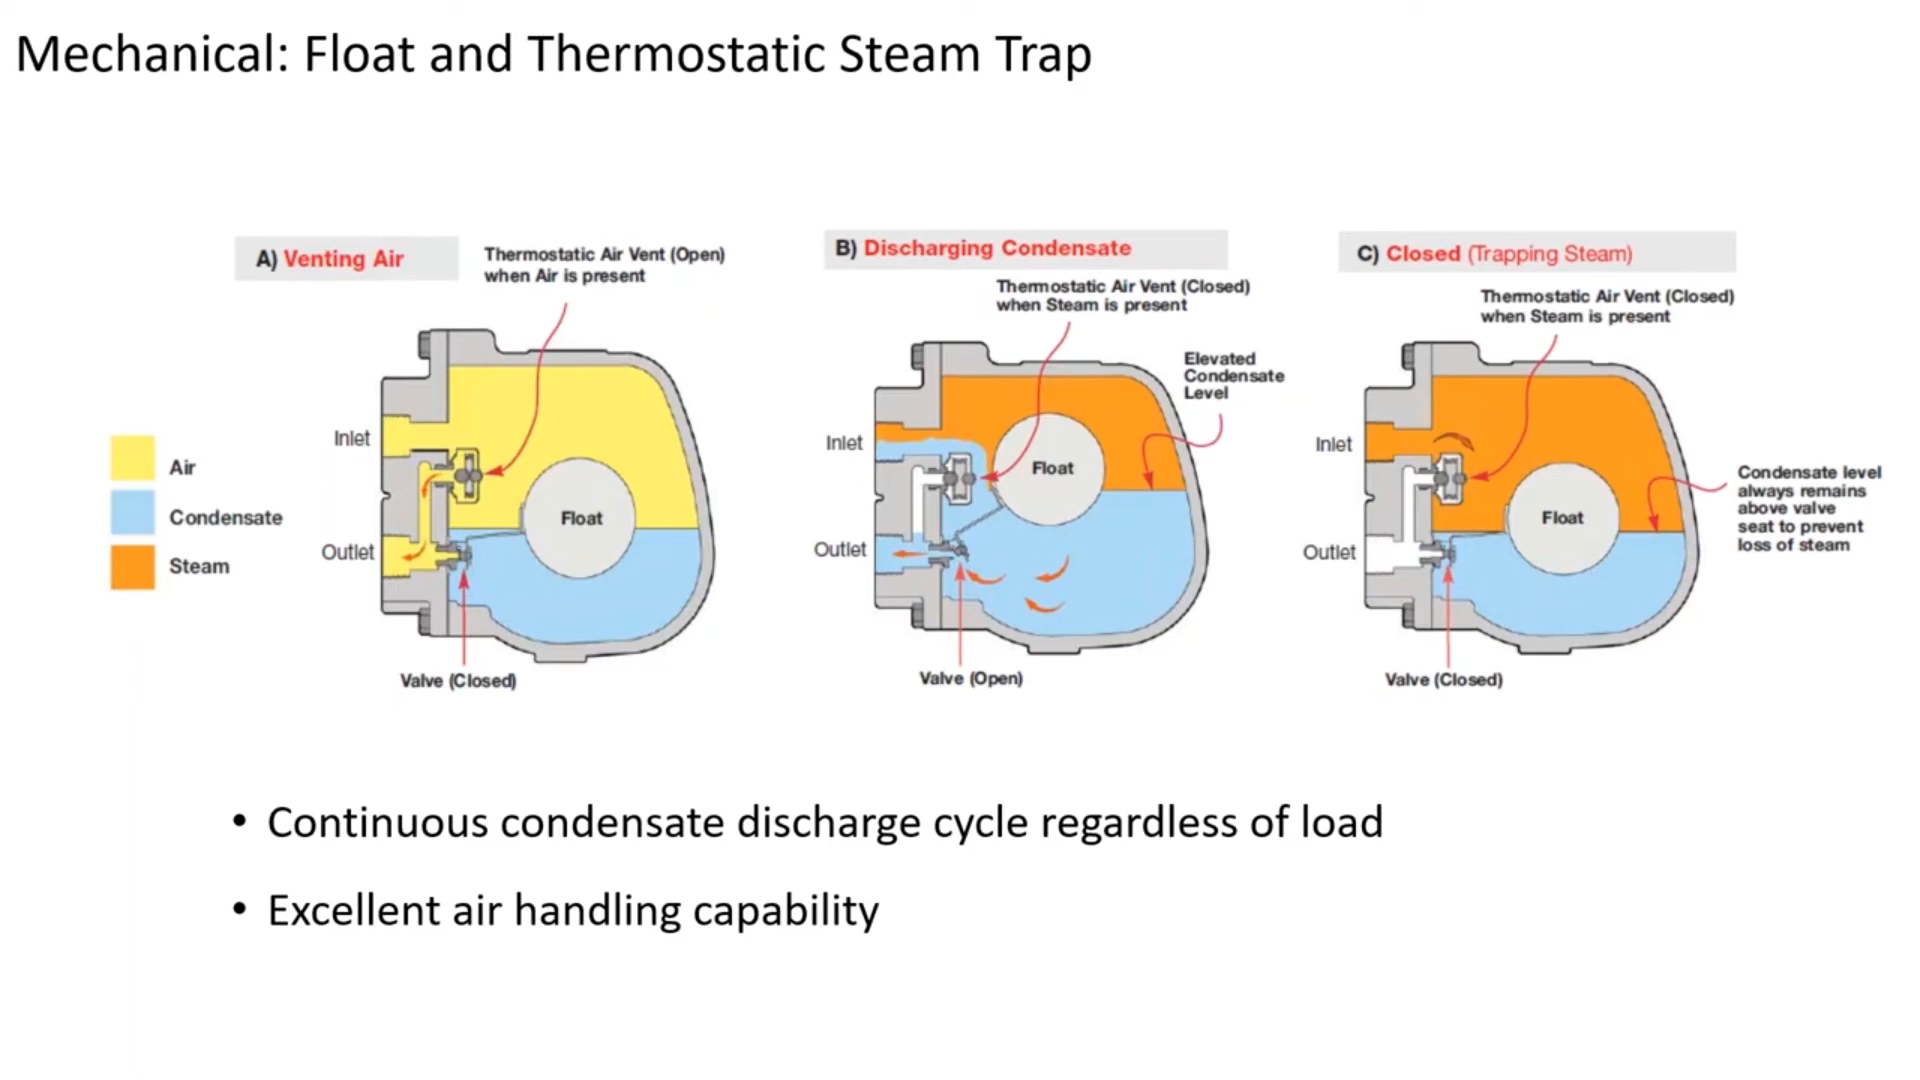 Mechanical: Float and Thermostatic Steam Trap
A) Venting Air
Thermostatic Air Vent (Open)
when Air is present
Inlet
Float
Outlet
Valve (Closed)
Air
Condensate
Steam
B) Discharging Condensate
Thermostatic Air Vent (Closed)
when Steam is present
Elevated
Condensate
Level
Inlet
Float
Outlet
Valve (Open)
C) Closed (Trapping Steam)
Thermostatic Air Vent (Closed)
when Steam is present
Inlet
Float
Outlet
Condensate level
always remains
above valve
seat to prevent
loss of steam
Valve (Closed)
• Continuous condensate discharge cycle regardless of load
• Excellent air handling capability